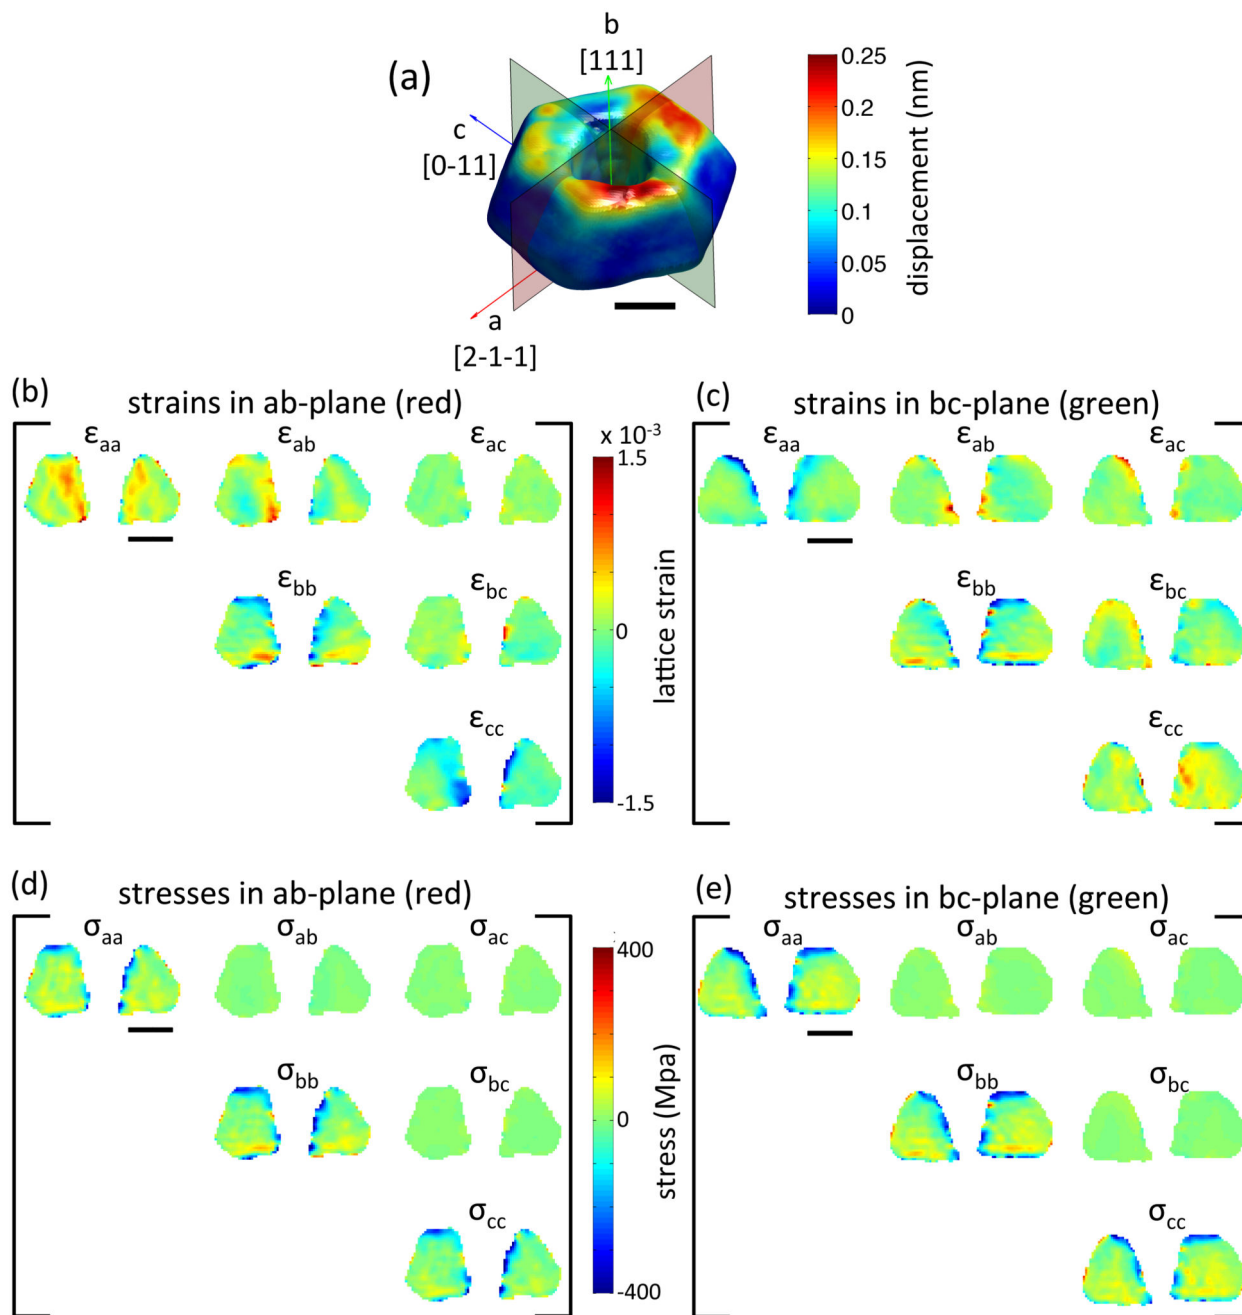 (a)
b
[111]
c
[0-11]
a
[2-1-1]
0.25
0.2
0.15
0.1
0.05
0
displacement (nm)
(b)
strains in ab-plane (red)
εaa
εab
εac
εbb
εbc
εcc
x 10-3
1.5
0
-1.5
lattice strain
(c)
strains in bc-plane (green)
εaa
εab
εac
εbb
εbc
εcc
(d)
stresses in ab-plane (red)
σaa
σab
σac
σbb
σbc
σcc
400
0
-400
stress (Mpa)
(e)
stresses in bc-plane (green)
σaa
σab
σac
σbb
σbc
σcc